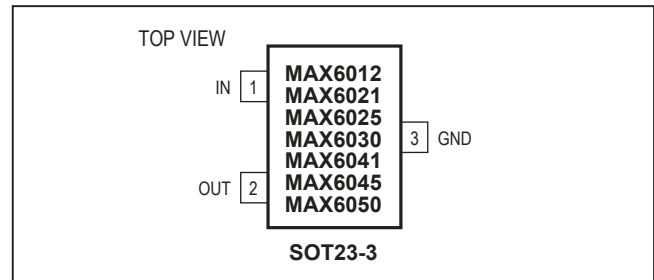 TOP VIEW
IN 1
MAX6012
MAX6021
MAX6025
MAX6030
MAX6041
MAX6045
MAX6050
3 GND
OUT 2
SOT23-3